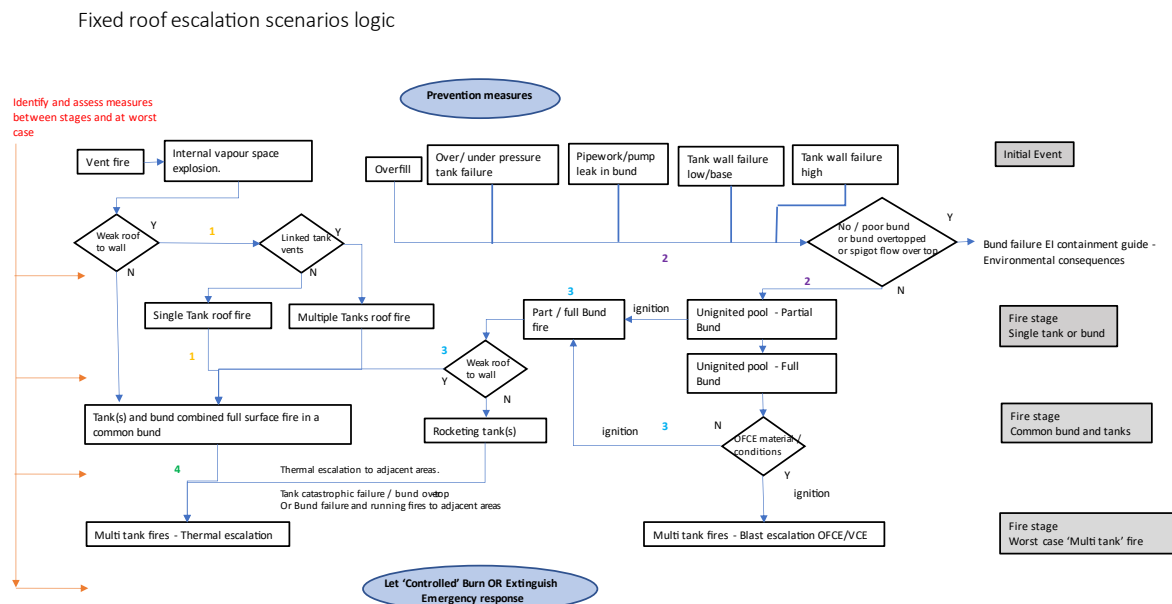 Fixed roof escalation scenarios logic
Identify and assess measures
between stages and at worst
case
Prevention measures
Vent fire
Internal vapour space
explosion.
Overfill
Over/ under pressure
tank failure
Pipework/pump
leak in bund
Tank wall failure
low/base
Tank wall failure
high
Initial Event
Weak roof
to wall
Y
N
1
Linked tank
vents
Y
N
2
No / poor bund
or bund overtopped
or spigot flow over top
Y
N
Bund failure EI containment guide -
Environmental consequences
2
Single Tank roof fire
Multiple Tanks roof fire
3
Part / full Bund
fire
ignition
Unignited pool - Partial
Bund
Fire stage
Single tank or bund
1
3
Weak roof
to wall
Y
N
Unignited pool - Full
Bund
Tank(s) and bund combined full surface fire in a
common bund
Rocketing tank(s)
ignition
3
N
OFCE material /
conditions
Y
ignition
Fire stage
Common bund and tanks
4
Thermal escalation to adjacent areas.
Tank catastrophic failure / bund overtop
Or Bund failure and running fires to adjacent areas
Multi tank fires - Thermal escalation
Multi tank fires - Blast escalation OFCE/VCE
Fire stage
Worst case ‘Multi tank’ fire
Let ‘Controlled’ Burn OR Extinguish
Emergency response